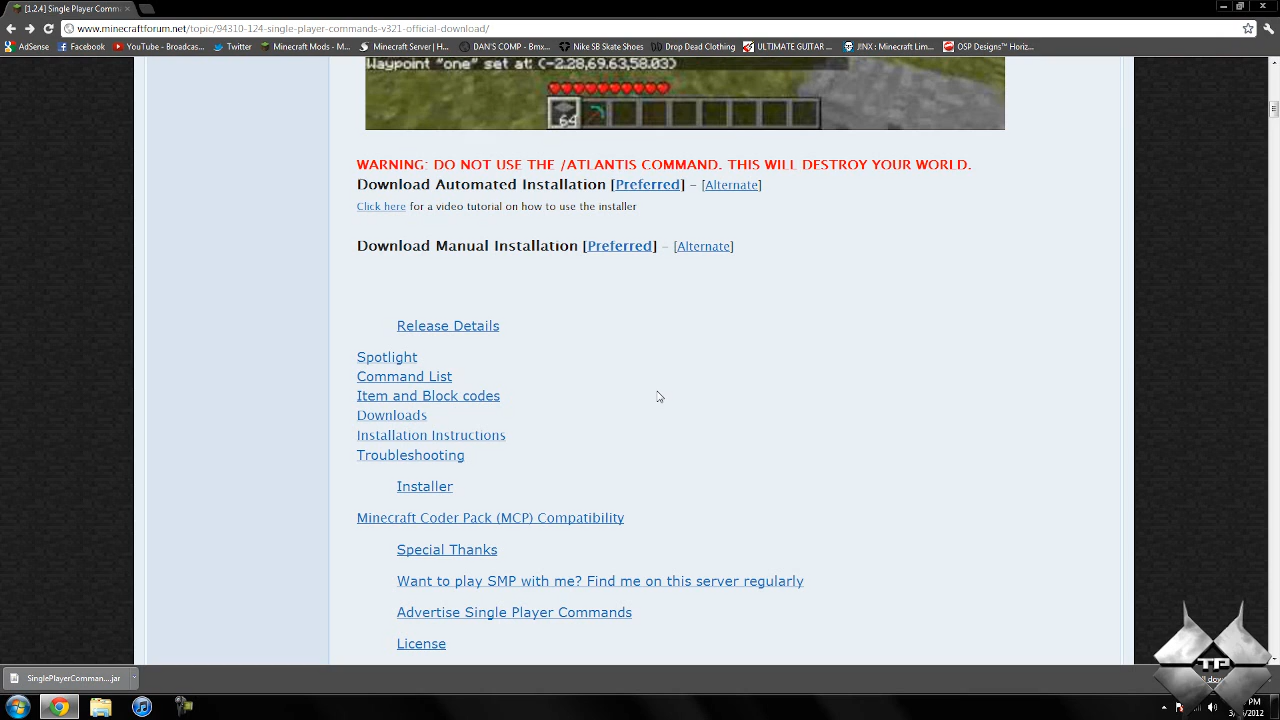 [1.2.4] Single Player Comma
www.minecraftforum.net/topic/94310-124-single-player-commands-v321-official-download/
AdSense
Facebook
YouTube - Broadcas...
Twitter
Minecraft Mods - M...
Minecraft Server | H...
DAN'S COMP - Bmx...
Nike SB Skate Shoes
Drop Dead Clothing
ULTIMATE GUITAR ...
JINX : Minecraft Lim...
OSP Designs™ Horiz...
Waypoint "one" set at: (-2.28,69.63,58.03)
64
WARNING: DO NOT USE THE /ATLANTIS COMMAND. THIS WILL DESTROY YOUR WORLD.
Download Automated Installation [Preferred] - [Alternate]
Click here for a video tutorial on how to use the installer
Download Manual Installation [Preferred] - [Alternate]
Release Details
Spotlight
Command List
Item and Block codes
Downloads
Installation Instructions
Troubleshooting
Installer
Minecraft Coder Pack (MCP) Compatibility
Special Thanks
Want to play SMP with me? Find me on this server regularly
Advertise Single Player Commands
License
SinglePlayerComman....jar
TP
PM